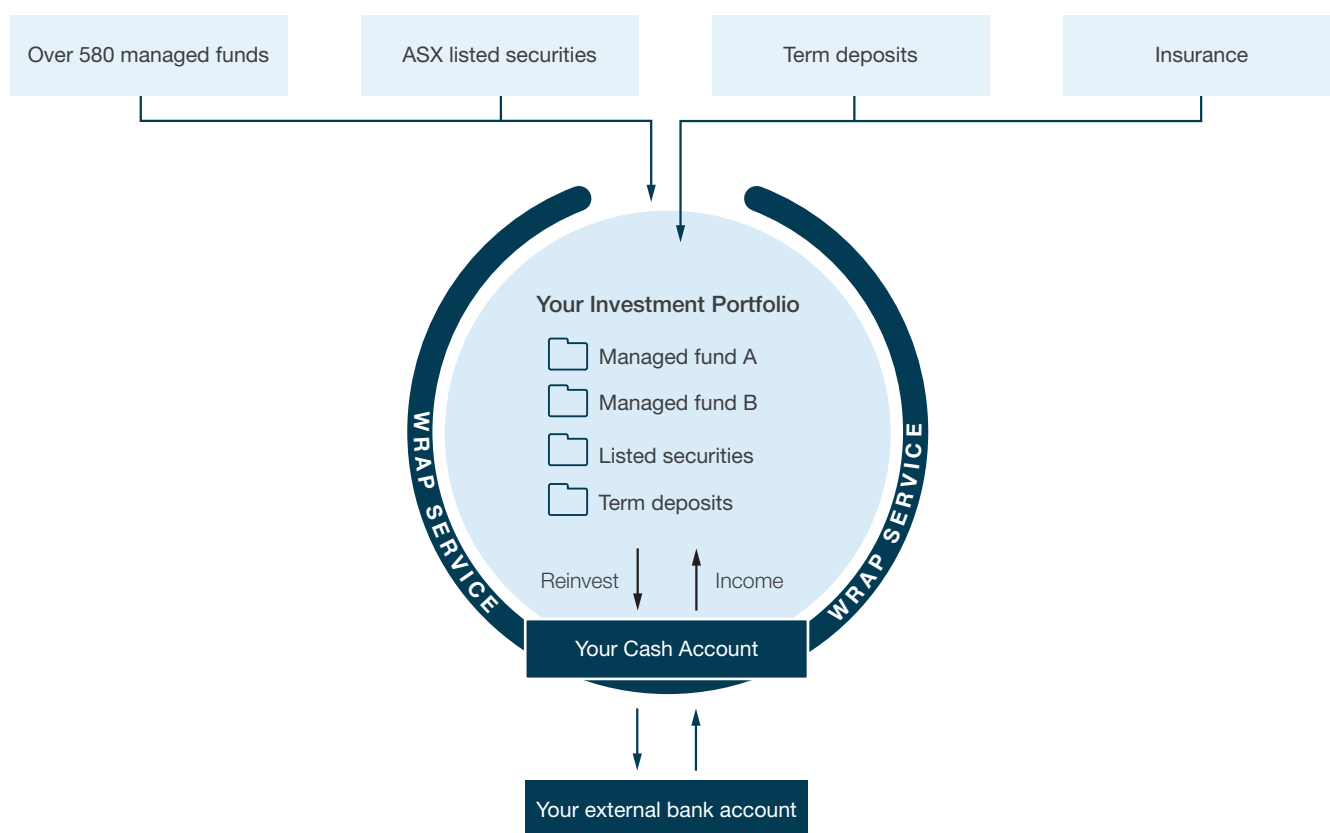 Over 580 managed funds
ASX listed securities
Term deposits
Insurance
Your Investment Portfolio
Managed fund A
Managed fund B
Listed securities
Term deposits
WRAP SERVICE
WRAP SERVICE
Reinvest
Income
Your Cash Account
Your external bank account